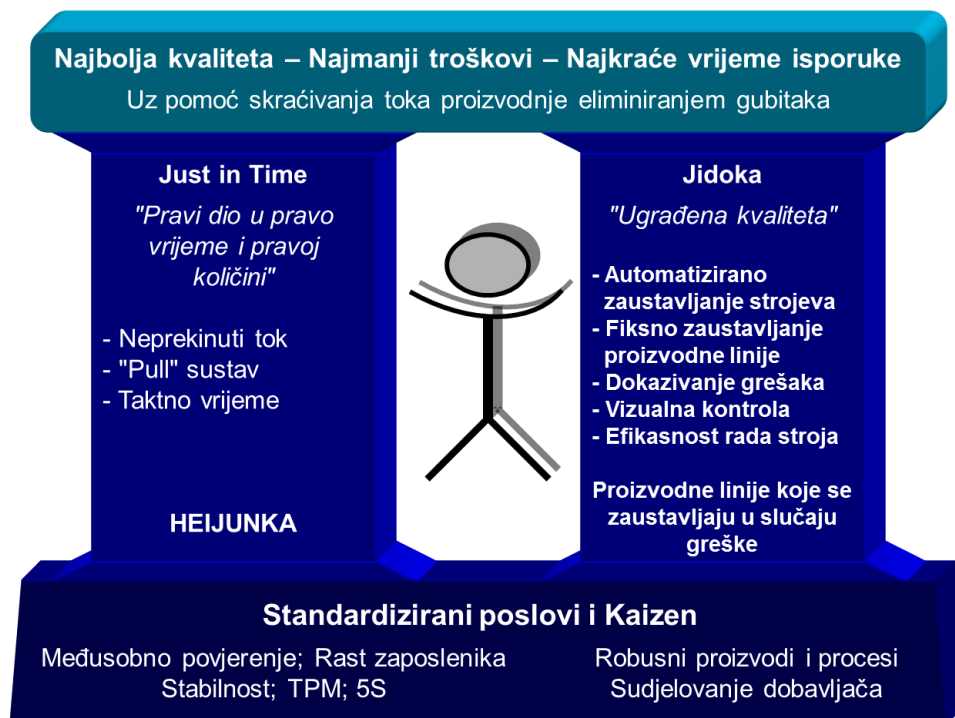 Najbolja kvaliteta – Najmanji troškovi – Najkraće vrijeme isporuke
Uz pomoć skraćivanja toka proizvodnje eliminiranjem gubitaka
Just in Time
"Pravi dio u pravo
vrijeme i pravoj
količini"
- Neprekinuti tok
- "Pull" sustav
- Taktno vrijeme
HEIJUNKA
Jidoka
"Ugrađena kvaliteta"
- Automatizirano
zaustavljanje strojeva
- Fiksno zaustavljanje
proizvodne linije
- Dokazivanje grešaka
- Vizualna kontrola
- Efikasnost rada stroja
Proizvodne linije koje se
zaustavljaju u slučaju
greške
Standardizirani poslovi i Kaizen
Međusobno povjerenje; Rast zaposlenika
Stabilnost; TPM; 5S
Robusni proizvodi i procesi
Sudjelovanje dobavljača